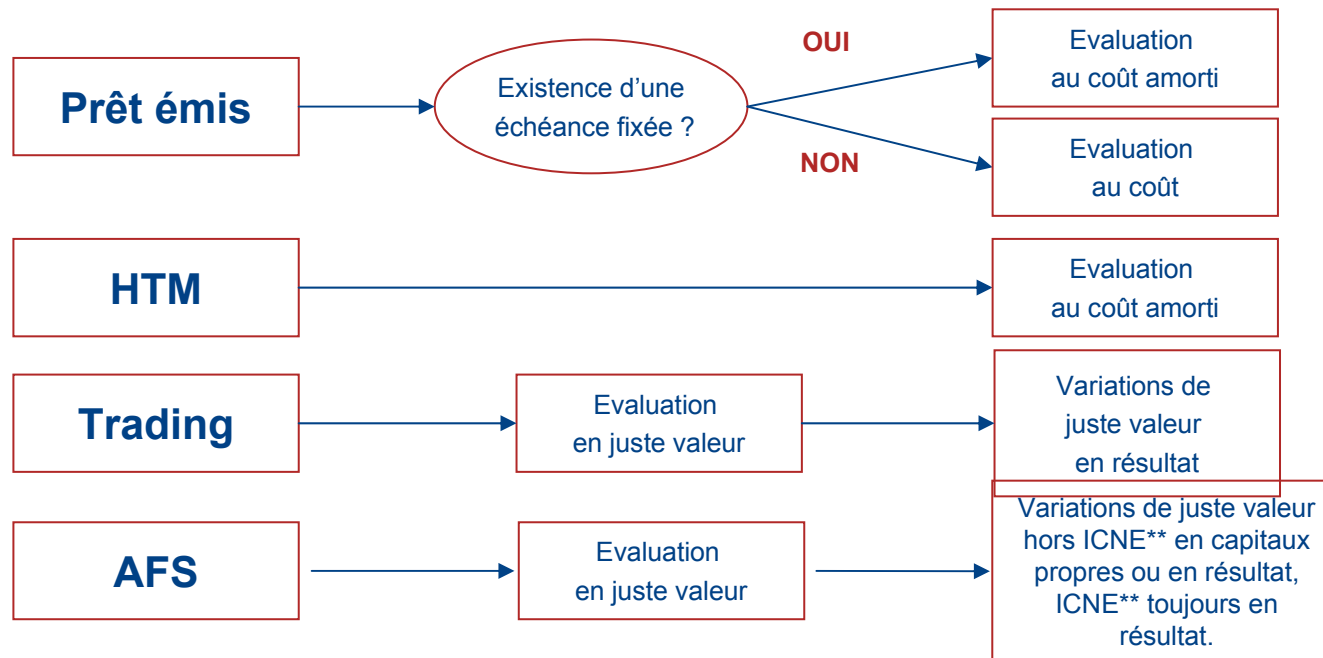 Prêt émis
Existence d'une
échéance fixée ?
OUI
Evaluation
au coût amorti
NON
Evaluation
au coût
HTM
Evaluation
au coût amorti
Trading
Evaluation
en juste valeur
Variations de
juste valeur
en résultat
AFS
Evaluation
en juste valeur
Variations de juste valeur
hors ICNE** en capitaux
propres ou en résultat,
ICNE** toujours en
résultat.